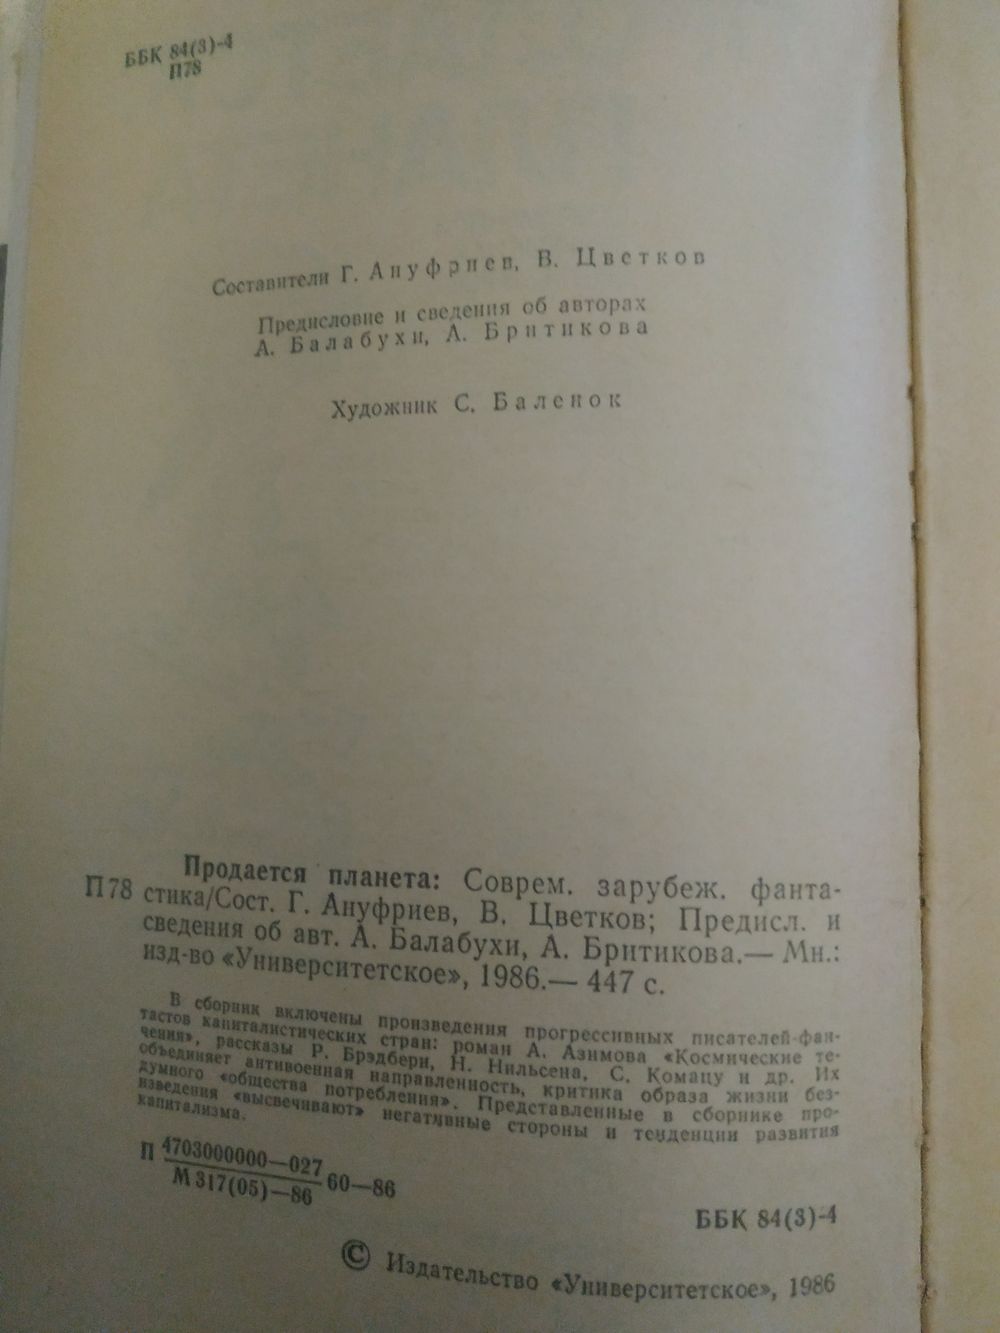 ББК 84(3)-4
П78
Составители Г. Ануфриев, В. Цветков
Предисловие и сведения об авторах
А. Балабухи, А. Бритикова
Художник С. Баленок
Продается планета: Соврем. зарубеж. фанта-
П78 стика/Сост. Г. Ануфриев, В. Цветков; Предисл. и
сведения об авт. А. Балабухи, А. Бритикова.— Мн.:
изд-во «Университетское», 1986.— 447 с.
В сборник включены произведения прогрессивных писателей-фан-
тастов капиталистических стран: роман А. Азимова «Космические те-
чения», рассказы Р. Брэдбери, Н. Нильсена, С. Комацу и др. Их
объединяет антивоенная направленность, критика образа жизни без-
думного «общества потребления». Представленные в сборнике про-
изведения «высвечивают» негативные стороны и тенденции развития
капитализма.
П 4703000000—027
М 317(05)—86 60—86
ББК 84(3)-4
© Издательство «Университетское», 1986